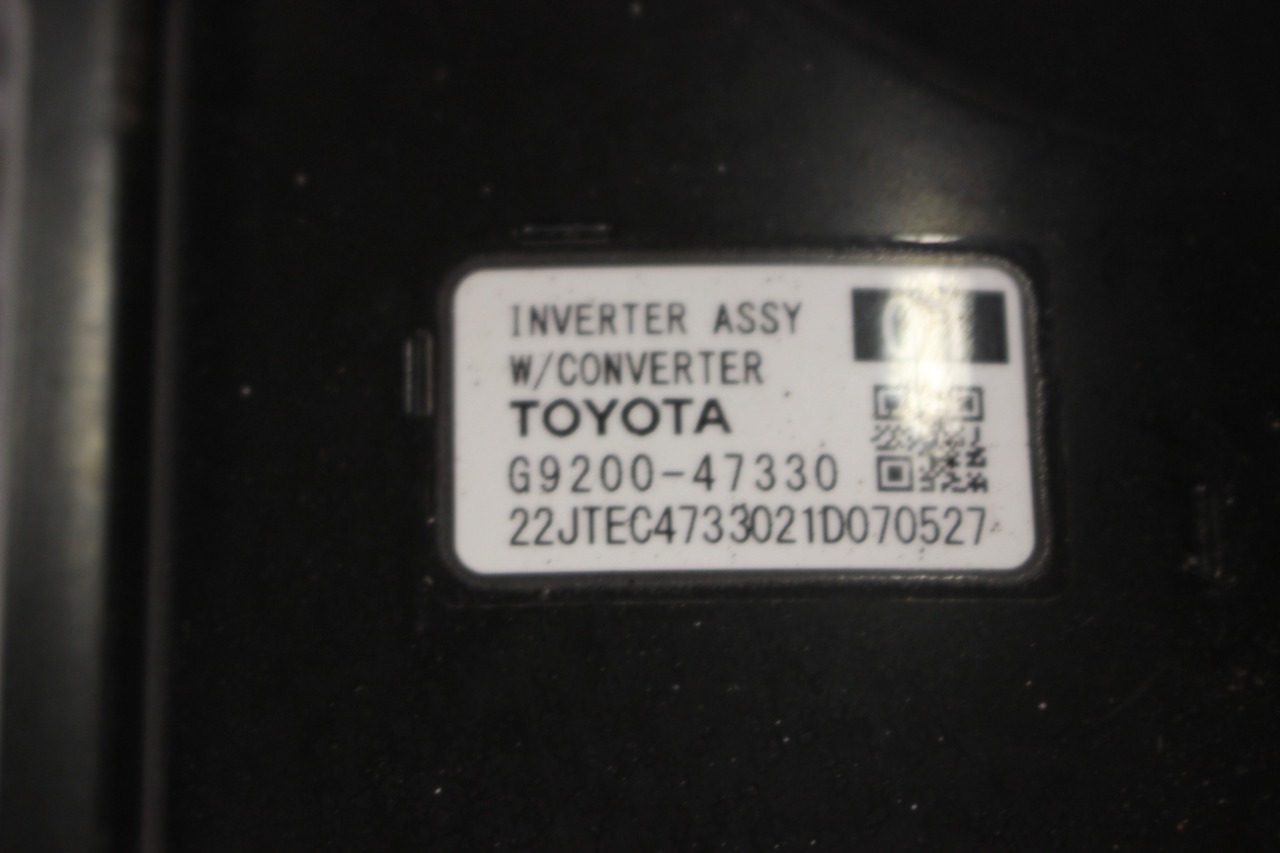 INVERTER ASSY
W/CONVERTER
TOYOTA
G9200-47330
22JTEC4733021D070527